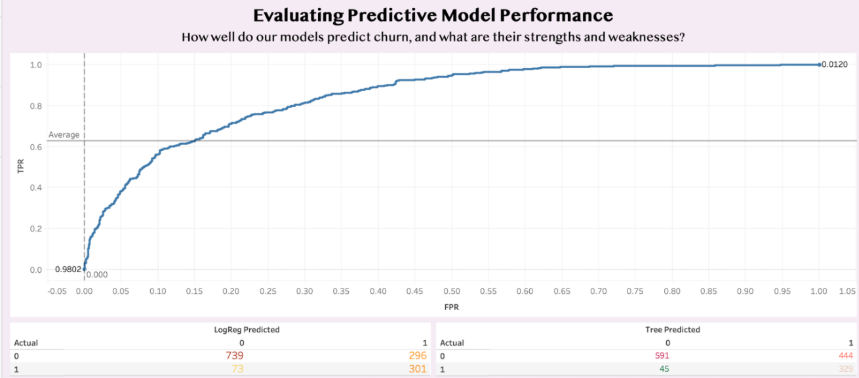 Evaluating Predictive Model Performance
How well do our models predict churn, and what are their strengths and weaknesses?
1.0
0.0120
0.8
Average
0.6
TPR
0.4
0.2
0.0
0.9802
0.000
-0.05 0.00 0.05 0.10 0.15 0.20 0.25 0.30 0.35 0.40 0.45 0.50 0.55 0.60 0.65 0.70 0.75 0.80 0.85 0.90 0.95 1.00 1.05
FPR
LogReg Predicted
Actual 0 1
0 739 296
1 73 301
Tree Predicted
Actual 0 1
0 591 444
1 45 329